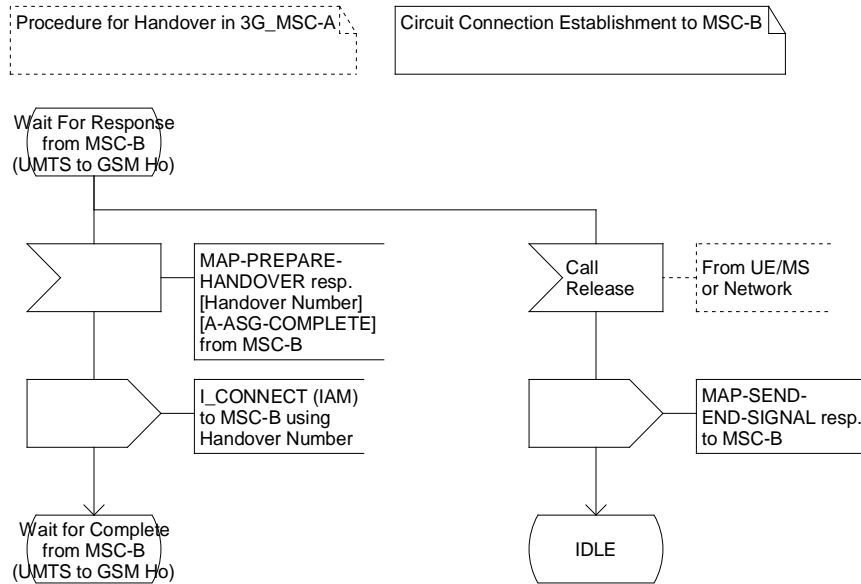 Procedure for Handover in 3G_MSC-A
Circuit Connection Establishment to MSC-B
Wait For Response
from MSC-B
(UMTS to GSM Ho)
MAP-PREPARE-
HANDOVER resp.
[Handover Number]
[A-ASG-COMPLETE]
from MSC-B
Call
Release
From UE/MS
or Network
I_CONNECT (IAM)
to MSC-B using
Handover Number
MAP-SEND-
END-SIGNAL resp.
to MSC-B
Wait for Complete
from MSC-B
(UMTS to GSM Ho)
IDLE